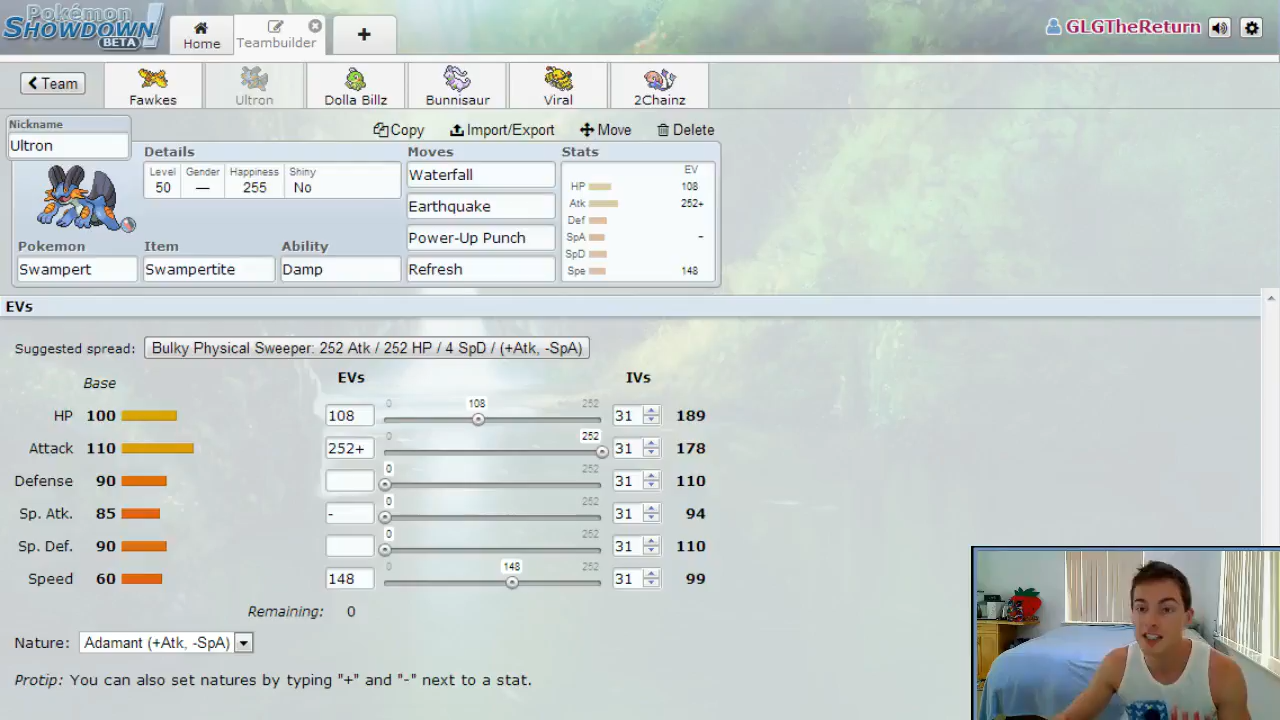 Pokémon
SHOWDOWN!
BETA
Home
Teambuilder
+
GLGTheReturn
Team
Fawkes
Ultron
Dolla Billz
Bunnisaur
Viral
2Chainz
Nickname
Ultron
Copy
Import/Export
Move
Delete
Details
Level
50
Gender
—
Happiness
255
Shiny
No
Pokemon
Swampert
Item
Swampertite
Ability
Damp
Moves
Waterfall
Earthquake
Power-Up Punch
Refresh
Stats
EV
HP 108
Atk 252+
Def
SpA -
SpD
Spe 148
EVs
Suggested spread: Bulky Physical Sweeper: 252 Atk / 252 HP / 4 SpD / (+Atk, -SpA)
Base EVs IVs
HP 100 108 0 108 252 31 189
Attack 110 252+ 0 252 31 178
Defense 90 0 252 31 110
Sp. Atk. 85 - 0 252 31 94
Sp. Def. 90 0 252 31 110
Speed 60 148 0 148 252 31 99
Remaining: 0
Nature: Adamant (+Atk, -SpA)
Protip: You can also set natures by typing "+" and "-" next to a stat.